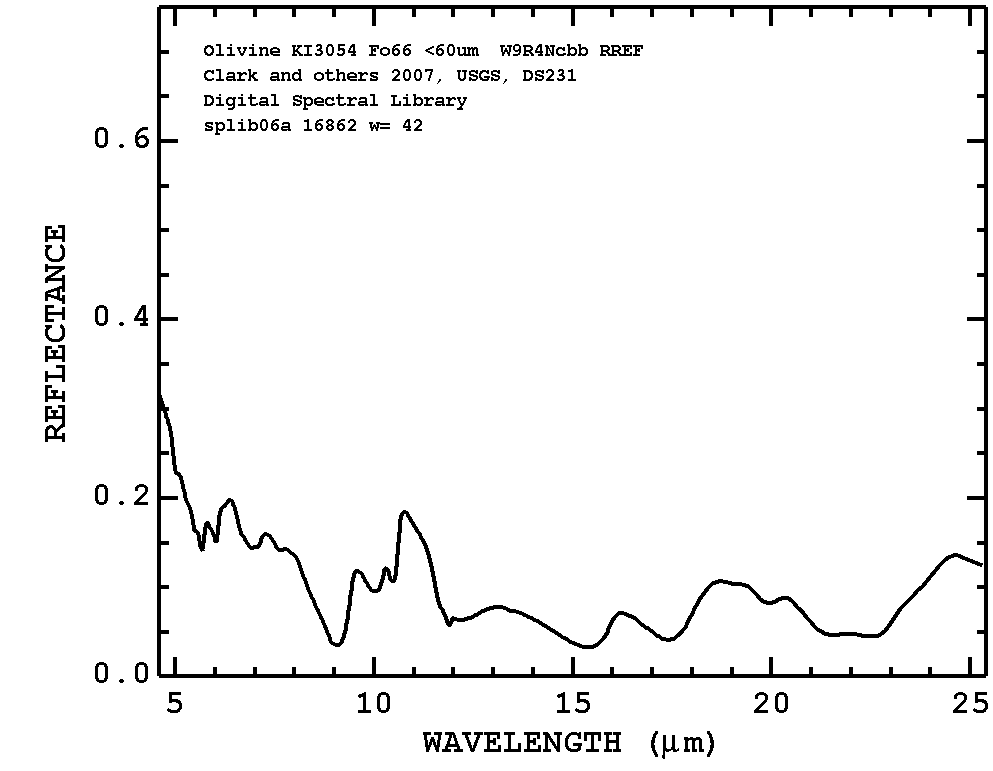 Olivine KI3054 Fo66 <60um  W9R4Ncbb RREF
Clark and others 2007, USGS, DS231
Digital Spectral Library
splib06a 16862 w= 42
0.6
0.4
0.2
0.0
REFLECTANCE
5 10 15 20 25
WAVELENGTH (μm)